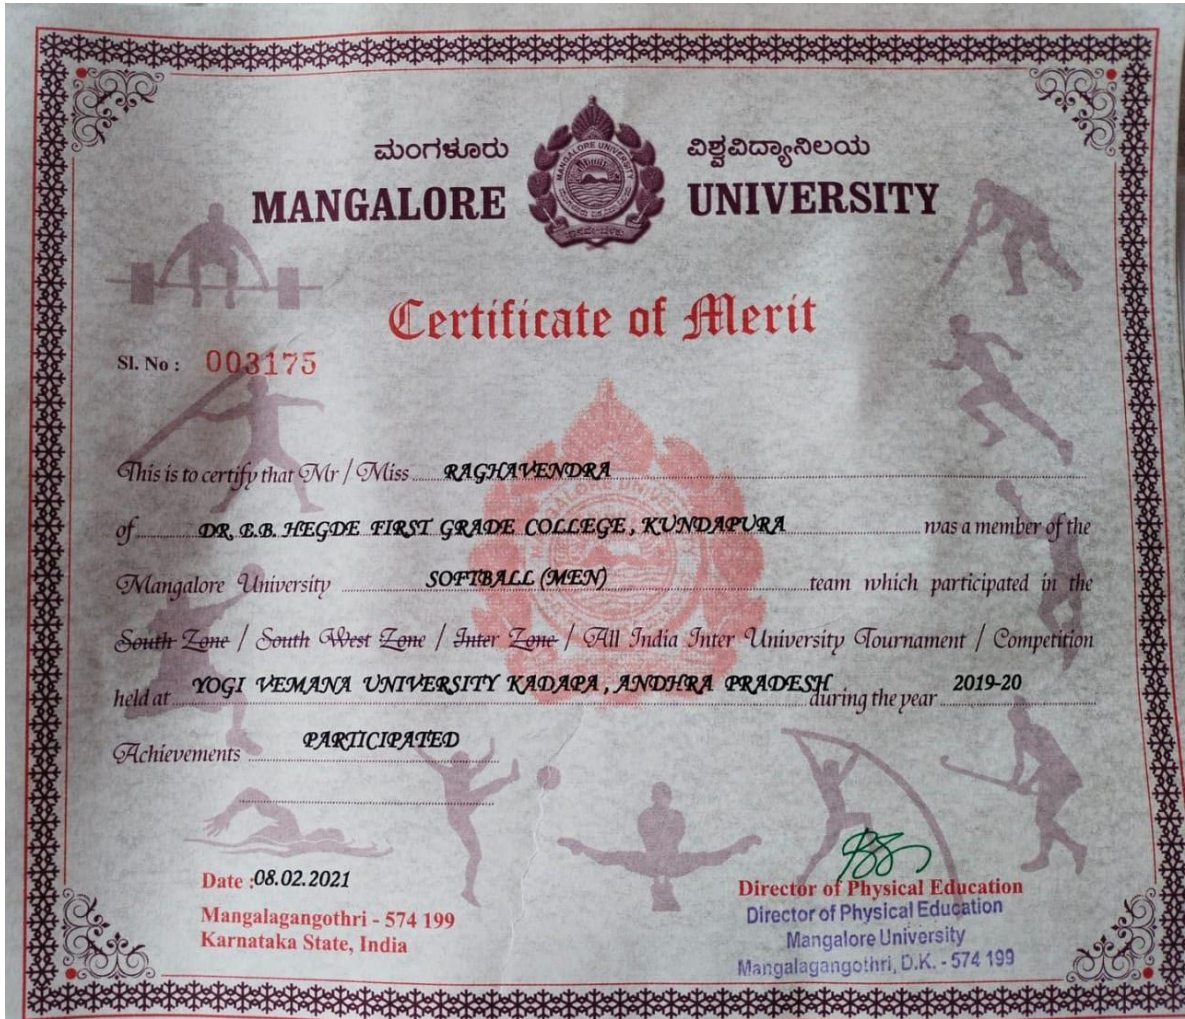 ಮಂಗಳೂರು ವಿಶ್ವವಿದ್ಯಾನಿಲಯ
MANGALORE UNIVERSITY
MANGALORE UNIVERSITY
Certificate of Merit
Sl. No : 003175
This is to certify that Mr / Miss RAGHAVENDRA
of DR. B.B. HEGDE FIRST GRADE COLLEGE, KUNDAPURA was a member of the
Mangalore University SOFTBALL (MEN) team which participated in the
South Zone / South West Zone / Inter Zone / All India Inter University Tournament / Competition
held at YOGI VEMANA UNIVERSITY KADAPA, ANDHRA PRADESH during the year 2019-20
Achievements PARTICIPATED
Date : 08.02.2021
Mangalagangothri - 574 199
Karnataka State, India
Director of Physical Education
Director of Physical Education
Mangalore University
Mangalagangothri, D.K. - 574 199